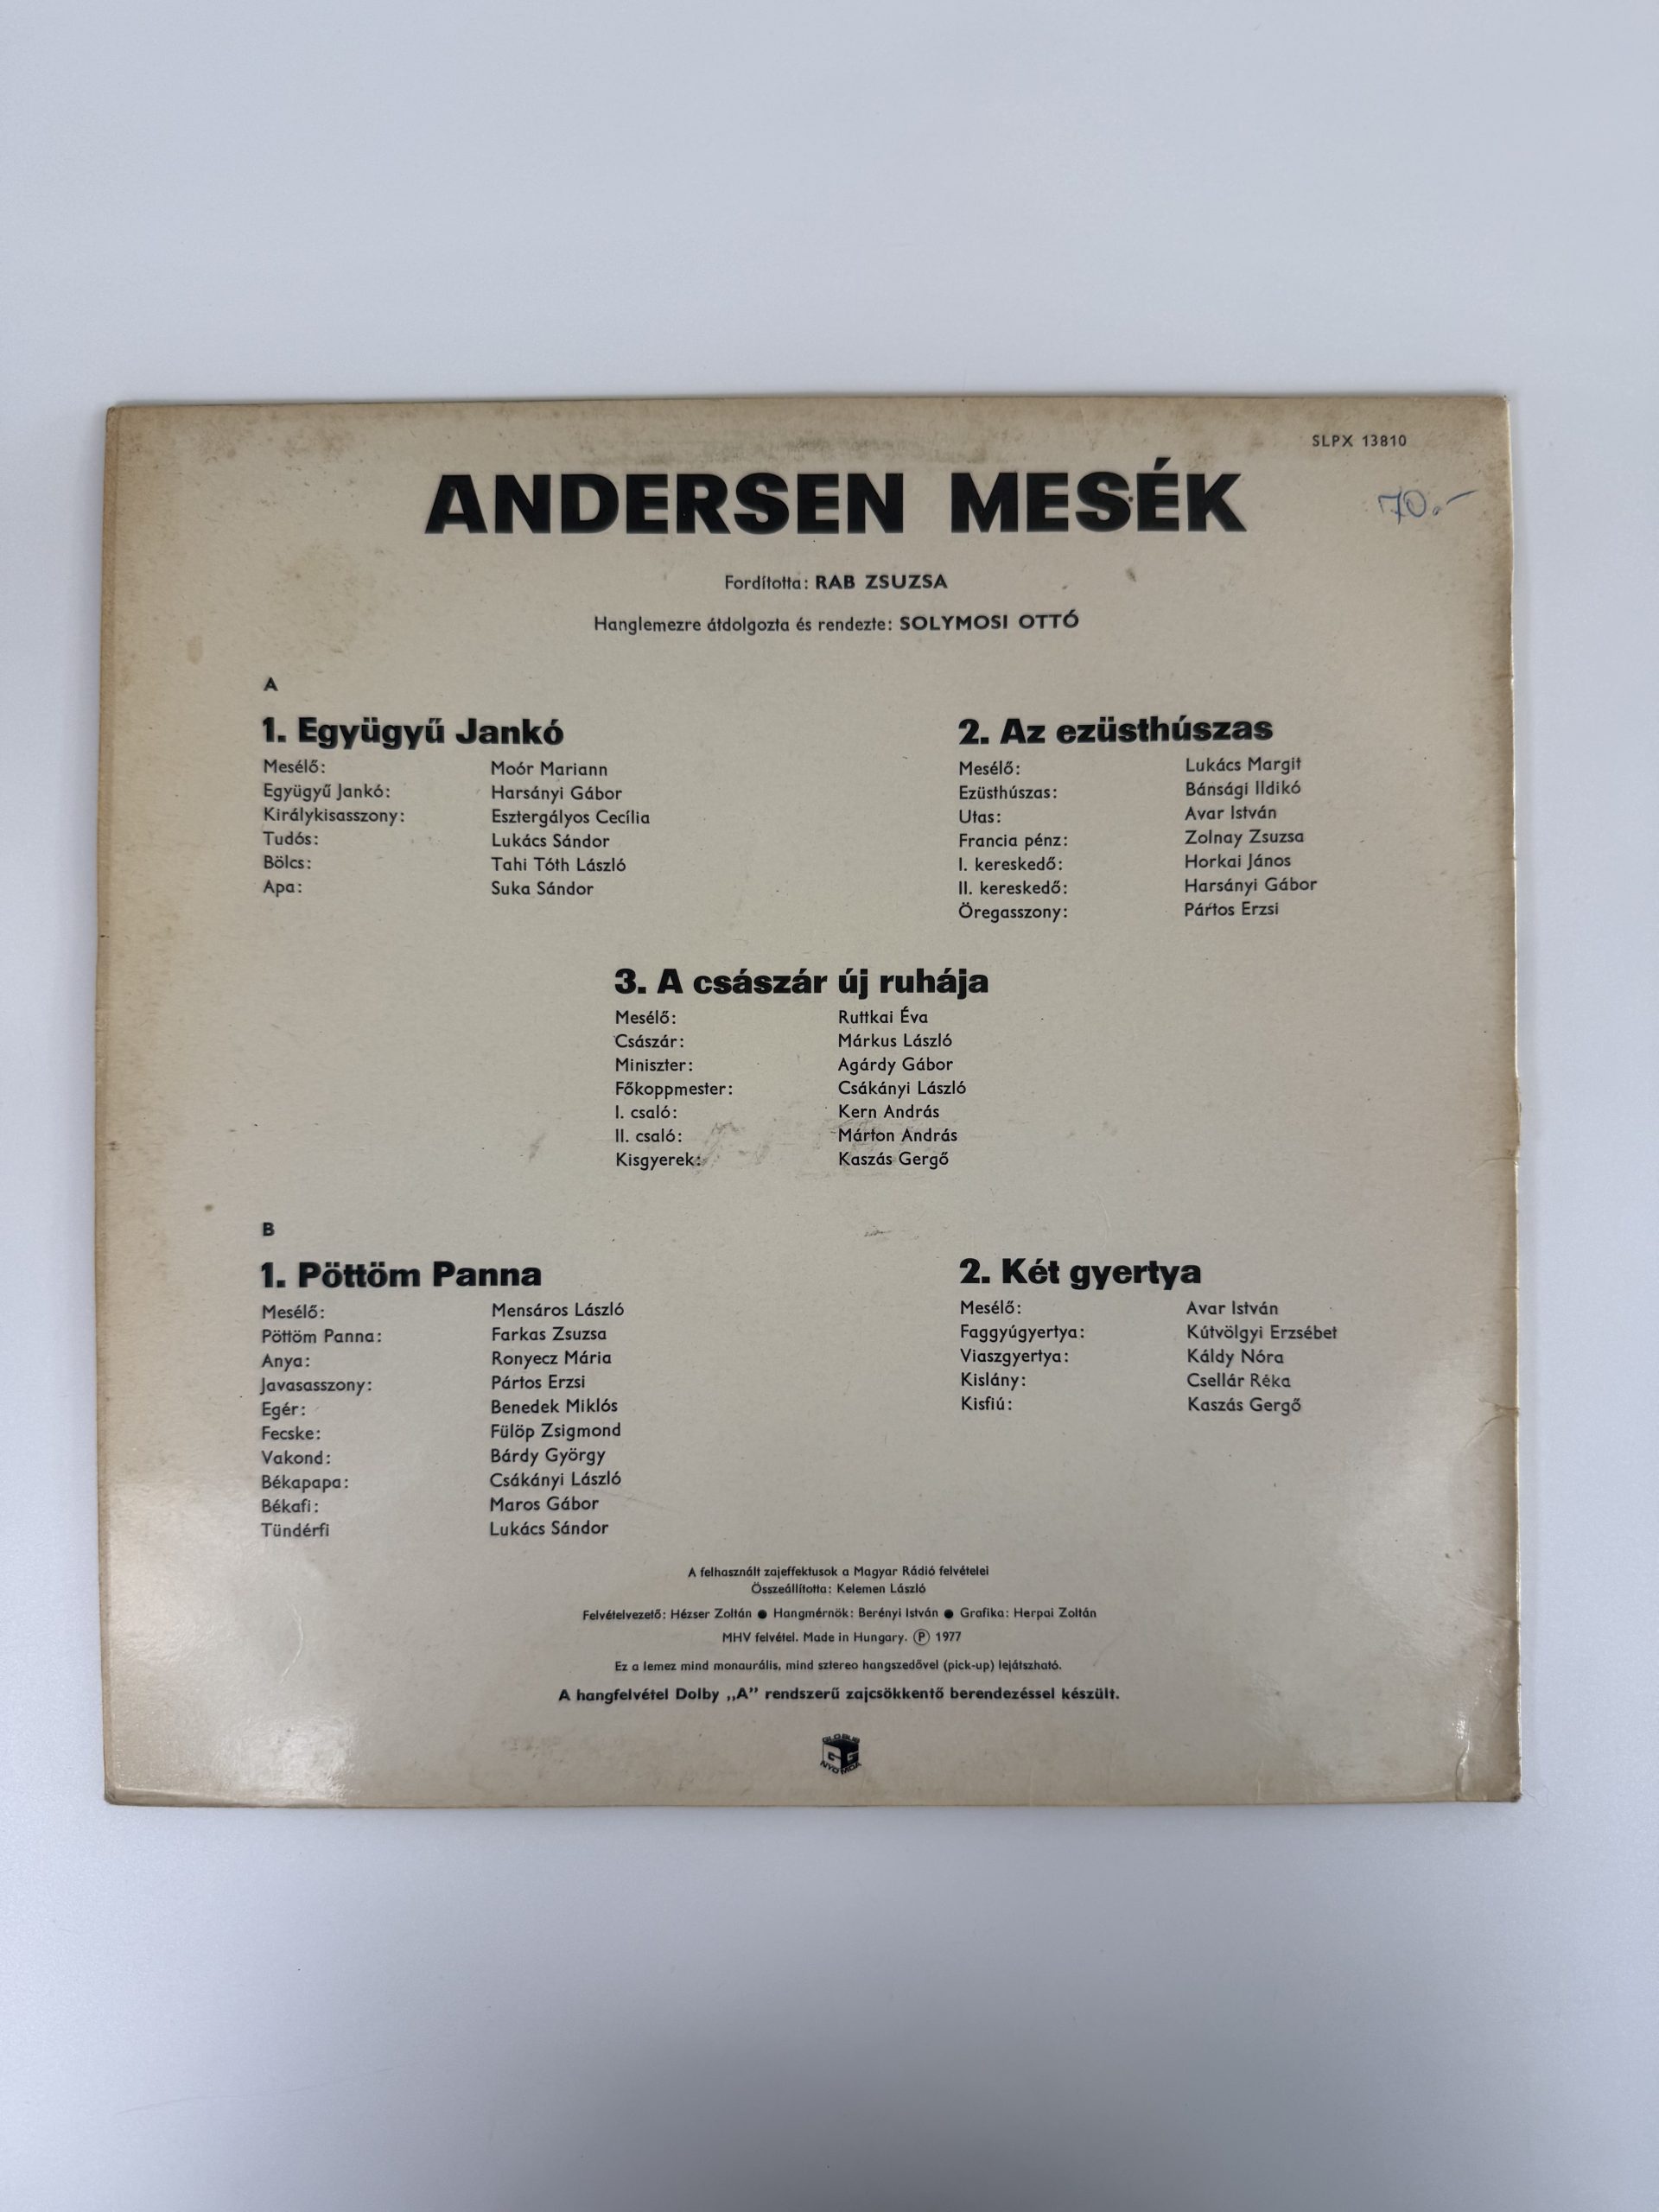 SLPX 13810
ANDERSEN MESÉK
70.-
Fordította: RAB ZSUZSA
Hanglemezre átdolgozta és rendezte: SOLYMOSI OTTÓ
A
1. Együgyű Jankó
Mesélő: Moór Mariann
Együgyű Jankó: Harsányi Gábor
Királykisasszony: Esztergályos Cecília
Tudós: Lukács Sándor
Bölcs: Tahi Tóth László
Apa: Suka Sándor
2. Az ezüsthúszas
Mesélő: Lukács Margit
Ezüsthúszas: Bánsági Ildikó
Utas: Avar István
Francia pénz: Zolnay Zsuzsa
I. kereskedő: Horkai János
II. kereskedő: Harsányi Gábor
Öregasszony: Pártos Erzsi
3. A császár új ruhája
Mesélő: Ruttkai Éva
Császár: Márkus László
Miniszter: Agárdy Gábor
Főkoppmester: Csákányi László
I. csaló: Kern András
II. csaló: Márton András
Kisgyerek: Kaszás Gergő
B
1. Pöttöm Panna
Mesélő: Mensáros László
Pöttöm Panna: Farkas Zsuzsa
Anya: Ronyecz Mária
Javasasszony: Pártos Erzsi
Egér: Benedek Miklós
Fecske: Fülöp Zsigmond
Vakond: Bárdy György
Békapapa: Csákányi László
Békafi: Maros Gábor
Tündérfi Lukács Sándor
2. Két gyertya
Mesélő: Avar István
Faggyúgyertya: Kútvölgyi Erzsébet
Viaszgyertya: Káldy Nóra
Kislány: Csellár Réka
Kisfiú: Kaszás Gergő
A felhasznált zajeffektusok a Magyar Rádió felvételei
Összeállította: Kelemen László
Felvételvezető: Hézser Zoltán ● Hangmérnök: Berényi István ● Grafika: Herpai Zoltán
MHV felvétel. Made in Hungary. Ⓟ 1977
Ez a lemez mind monaurális, mind sztereo hangszedővel (pick-up) lejátszható.
A hangfelvétel Dolby „A” rendszerű zajcsökkentő berendezéssel készült.
GLOBUS
NYOMDA